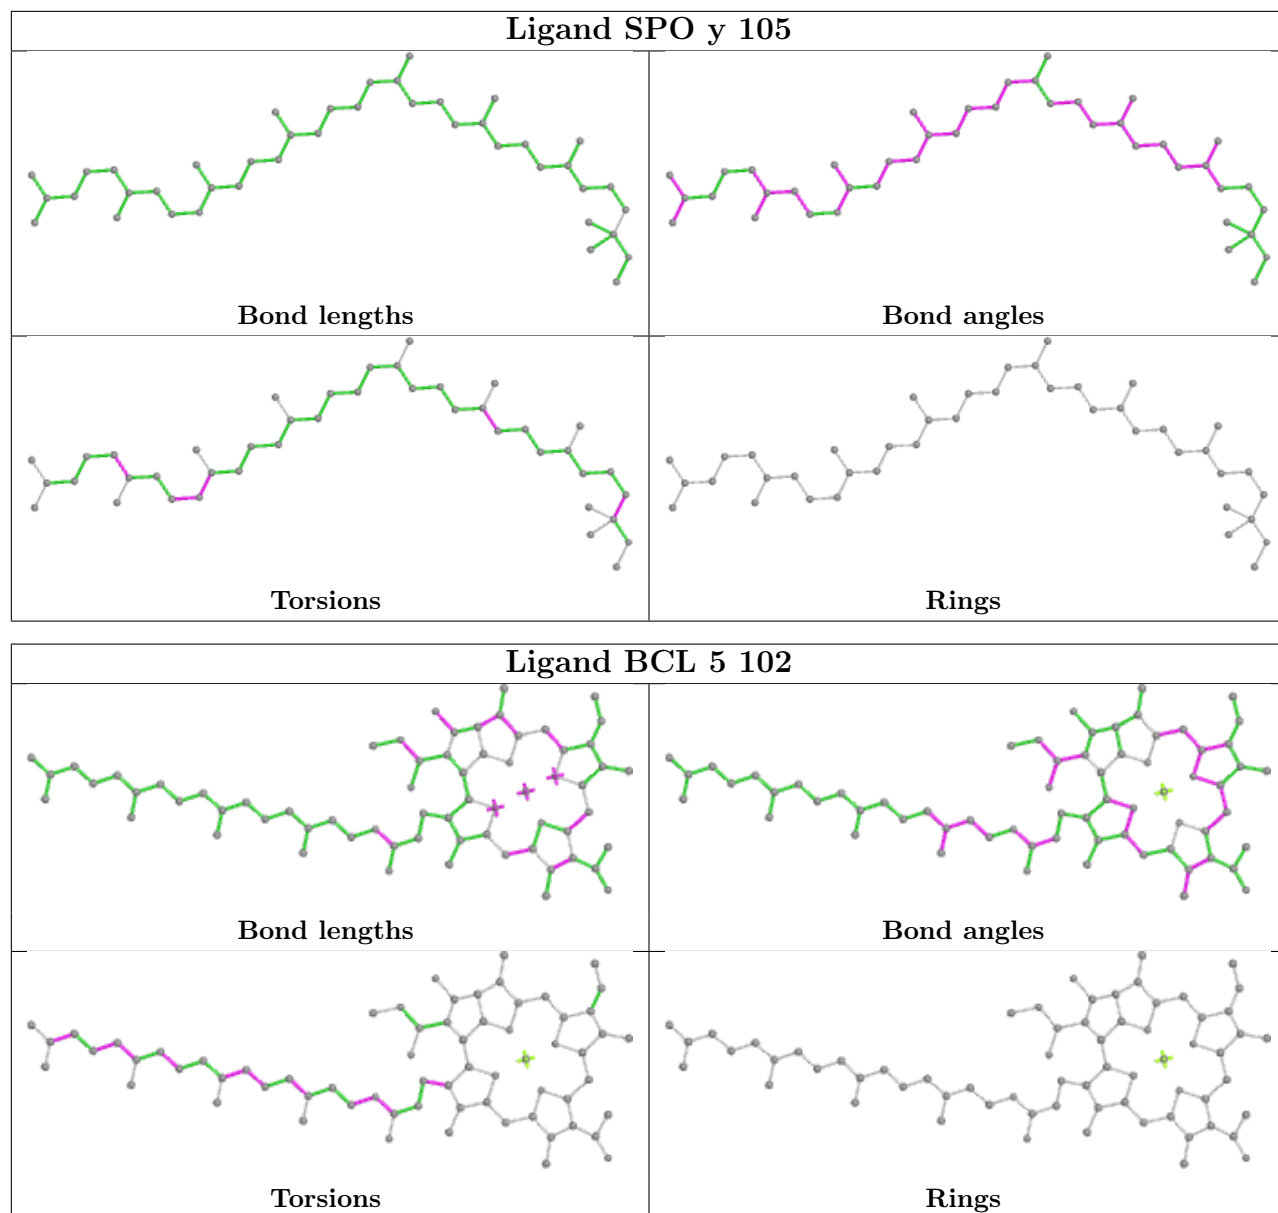 Ligand SPO y 105
Bond lengths
Bond angles
Torsions
Rings
Ligand BCL 5 102
Bond lengths
Bond angles
Torsions
Rings